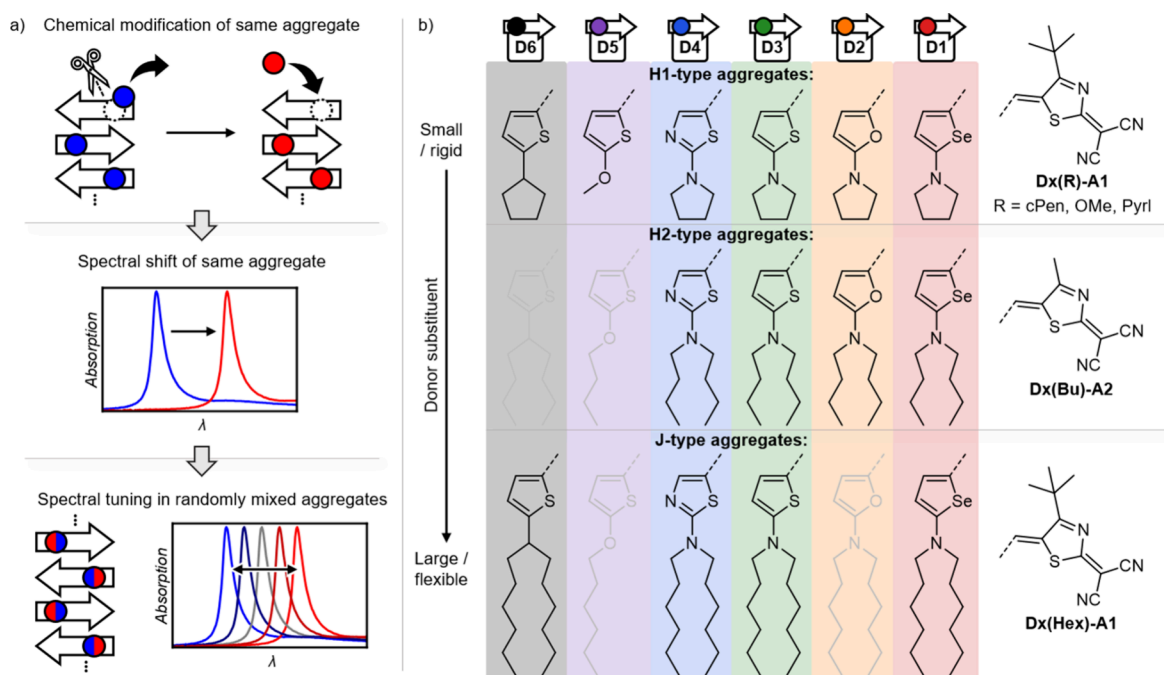 a)
Chemical modification of same aggregate
Spectral shift of same aggregate
Absorption
λ
Spectral tuning in randomly mixed aggregates
Absorption
λ
b)
D6 D5 D4 D3 D2 D1
Small
/ rigid
Donor substituent
Large /
flexible
H1-type aggregates:
S S N S S O Se
O N N N N
N
S
CN
NC
Dx(R)-A1
R = cPen, OMe, Pyrl
H2-type aggregates:
S S N S S O Se
O N N N N
N
S
CN
NC
Dx(Bu)-A2
J-type aggregates:
S S N S S O Se
O N N N N
N
S
CN
NC
Dx(Hex)-A1